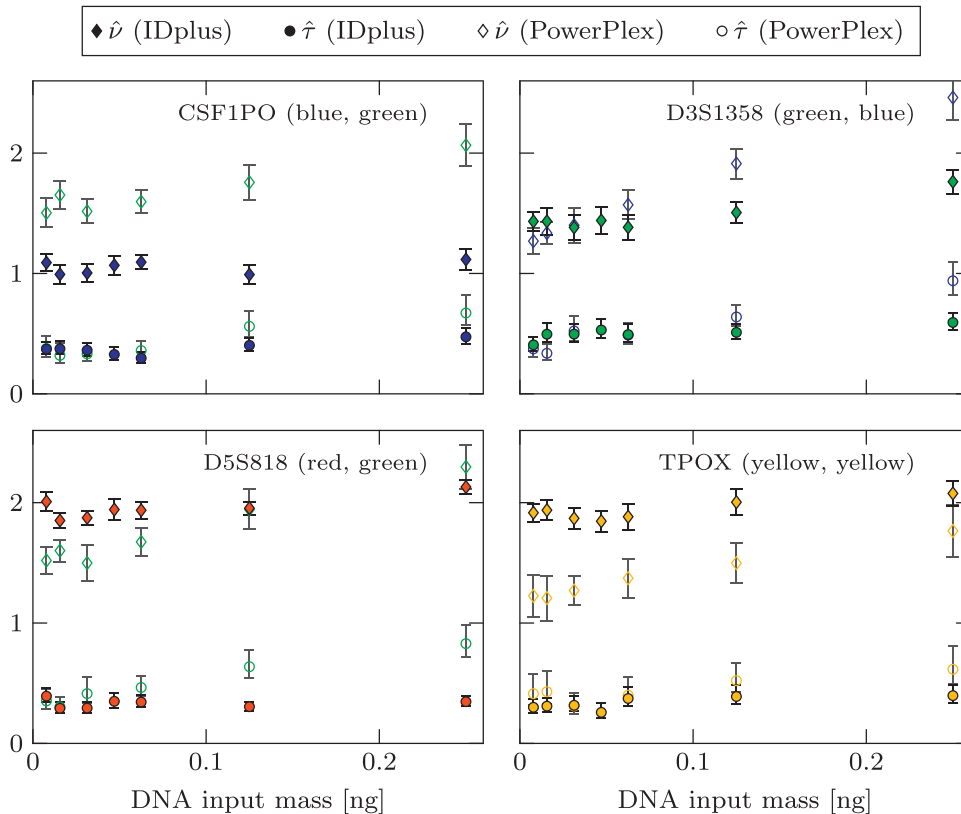 ν̂ (IDplus) τ̂ (IDplus) ν̂ (PowerPlex) τ̂ (PowerPlex)
CSF1PO (blue, green)
D3S1358 (green, blue)
2
1
0
D5S818 (red, green)
TPOX (yellow, yellow)
2
1
0
0 0.1 0.2
0 0.1 0.2
DNA input mass [ng]
DNA input mass [ng]